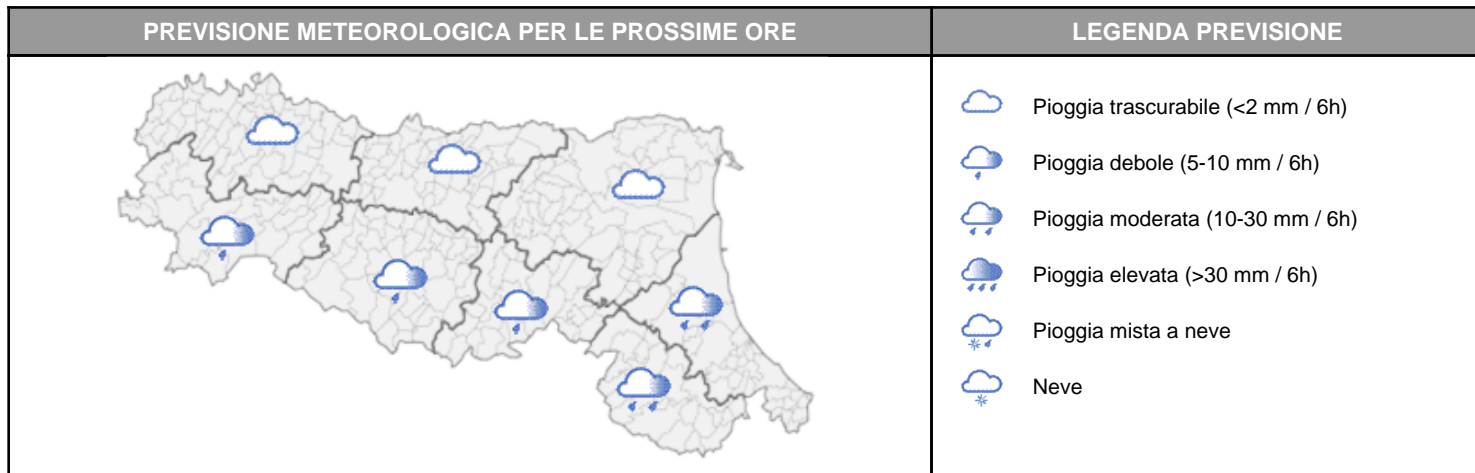 PREVISIONE METEOROLOGICA PER LE PROSSIME ORE
LEGENDA PREVISIONE
Pioggia trascurabile (<2 mm / 6h)
Pioggia debole (5-10 mm / 6h)
Pioggia moderata (10-30 mm / 6h)
Pioggia elevata (>30 mm / 6h)
Pioggia mista a neve
Neve